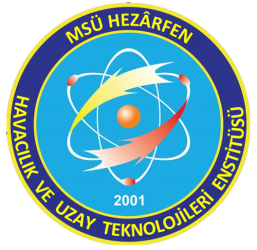 MSÜ HEZÂRFEN
HAVACILIK VE UZAY TEKNOLOJİLERİ ENSTİTÜSÜ
2001